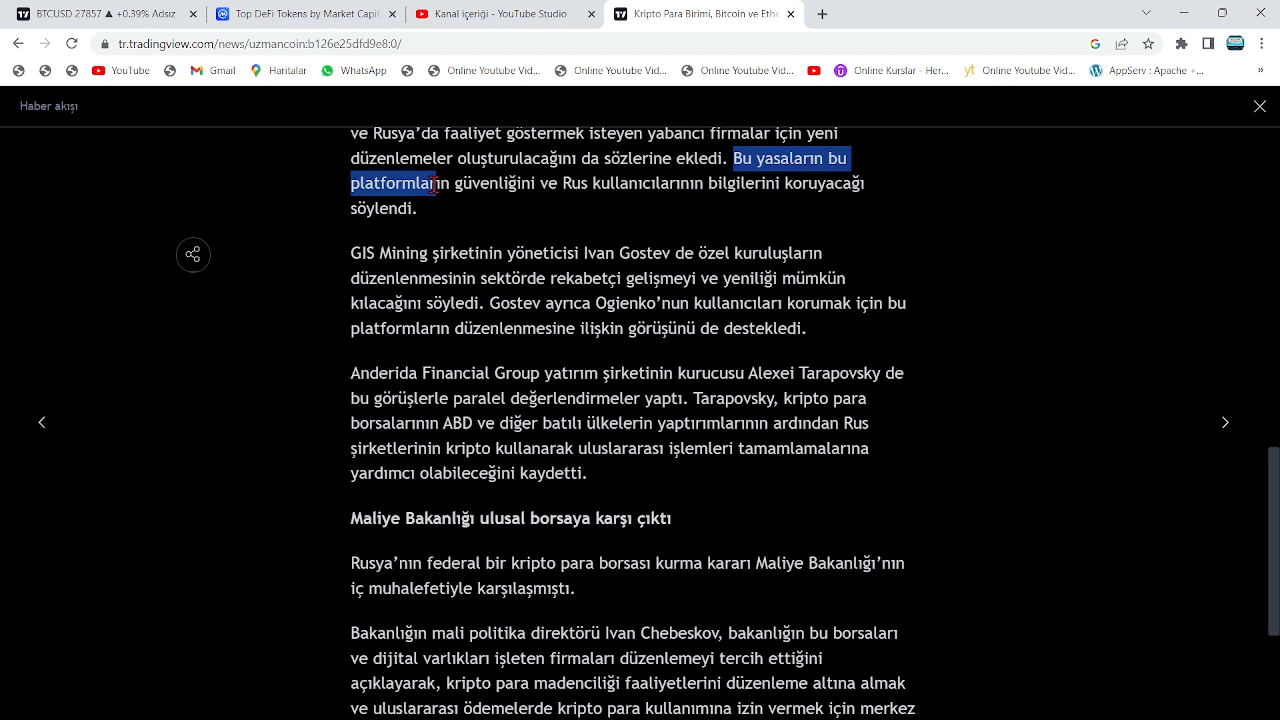 BTCUSD 27857 ▲ +0.39% Adsız
Top DeFi Tokens by Market Capit
Kanal içeriği - YouTube Studio
Kripto Para Birimi, Bitcoin ve Ethe
tr.tradingview.com/news/uzmancoin:b126e25dfd9e8:0/
YouTube
Gmail
Haritalar
WhatsApp
Online Youtube Vid...
Online Youtube Vid...
Online Youtube Vid...
Online Kurslar - Her...
yt Online Youtube Vid...
AppServ : Apache +...
»
Haber akışı
ve Rusya’da faaliyet göstermek isteyen yabancı firmalar için yeni
düzenlemeler oluşturulacağını da sözlerine ekledi. Bu yasaların bu
platformların güvenliğini ve Rus kullanıcılarının bilgilerini koruyacağı
söylendi.
GIS Mining şirketinin yöneticisi Ivan Gostev de özel kuruluşların
düzenlenmesinin sektörde rekabetçi gelişmeyi ve yeniliği mümkün
kılacağını söyledi. Gostev ayrıca Ogienko’nun kullanıcıları korumak için bu
platformların düzenlenmesine ilişkin görüşünü de destekledi.
Anderida Financial Group yatırım şirketinin kurucusu Alexei Tarapovsky de
bu görüşlerle paralel değerlendirmeler yaptı. Tarapovsky, kripto para
borsalarının ABD ve diğer batılı ülkelerin yaptırımlarının ardından Rus
şirketlerinin kripto kullanarak uluslararası işlemleri tamamlamalarına
yardımcı olabileceğini kaydetti.
Maliye Bakanlığı ulusal borsaya karşı çıktı
Rusya’nın federal bir kripto para borsası kurma kararı Maliye Bakanlığı’nın
iç muhalefetiyle karşılaşmıştı.
Bakanlığın mali politika direktörü Ivan Chebeskov, bakanlığın bu borsaları
ve dijital varlıkları işleten firmaları düzenlemeyi tercih ettiğini
açıklayarak, kripto para madenciliği faaliyetlerini düzenleme altına almak
ve uluslararası ödemelerde kripto para kullanımına izin vermek için merkez